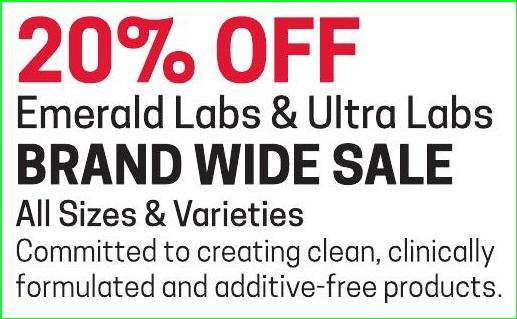 20% OFF
Emerald Labs & Ultra Labs
BRAND WIDE SALE
All Sizes & Varieties
Committed to creating clean, clinically
formulated and additive-free products.